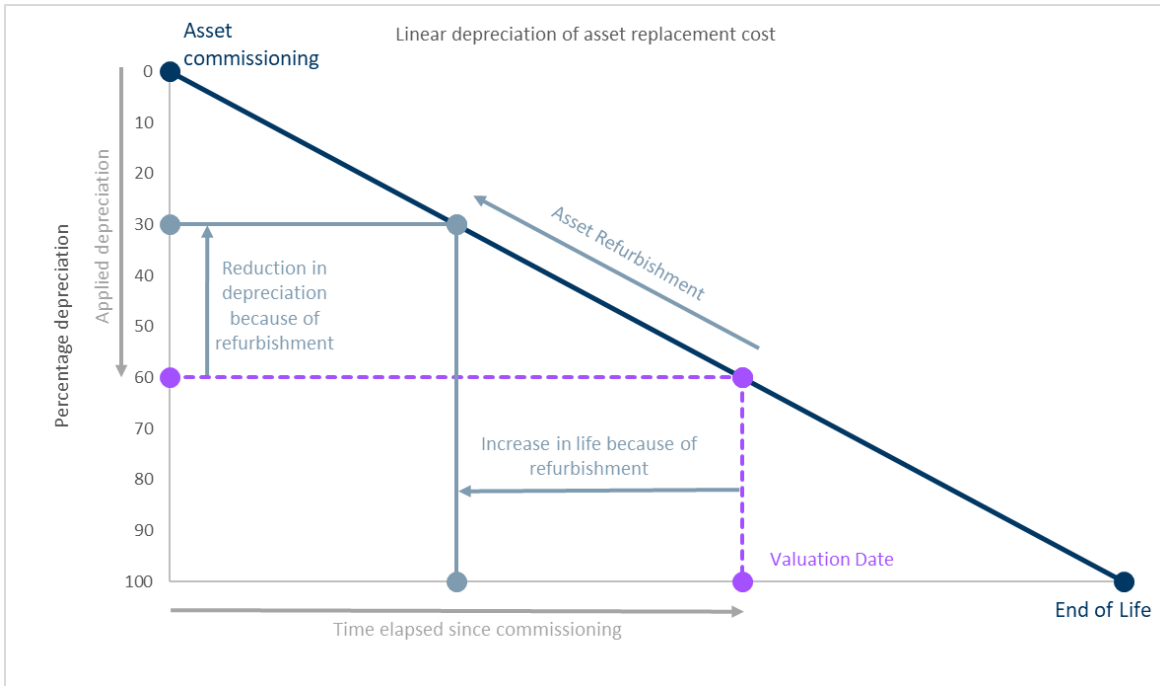 Asset
commissioning
Linear depreciation of asset replacement cost
0
10
20
30
40
50
60
70
80
90
100
Percentage depreciation
Applied depreciation
Reduction in
depreciation
because of
refurbishment
Asset Refurbishment
Increase in life because of
refurbishment
Valuation Date
End of Life
Time elapsed since commissioning